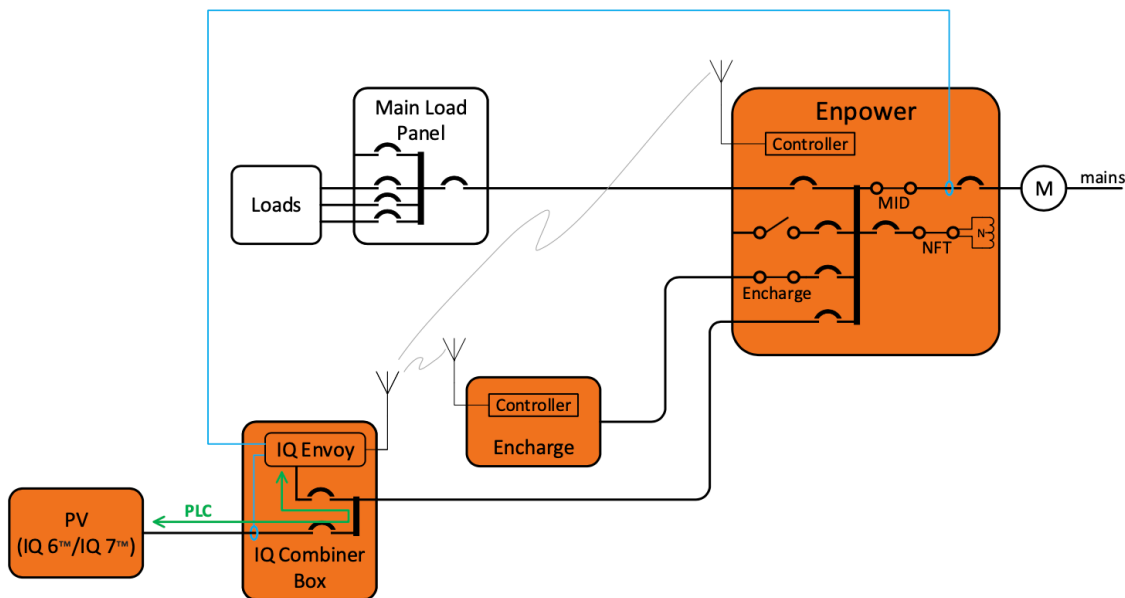 Main Load
Panel
Loads
Enpower
Controller
MID
M
mains
N
NFT
Encharge
Controller
Encharge
IQ Envoy
PLC
PV
(IQ 6™/IQ 7™)
IQ Combiner
Box